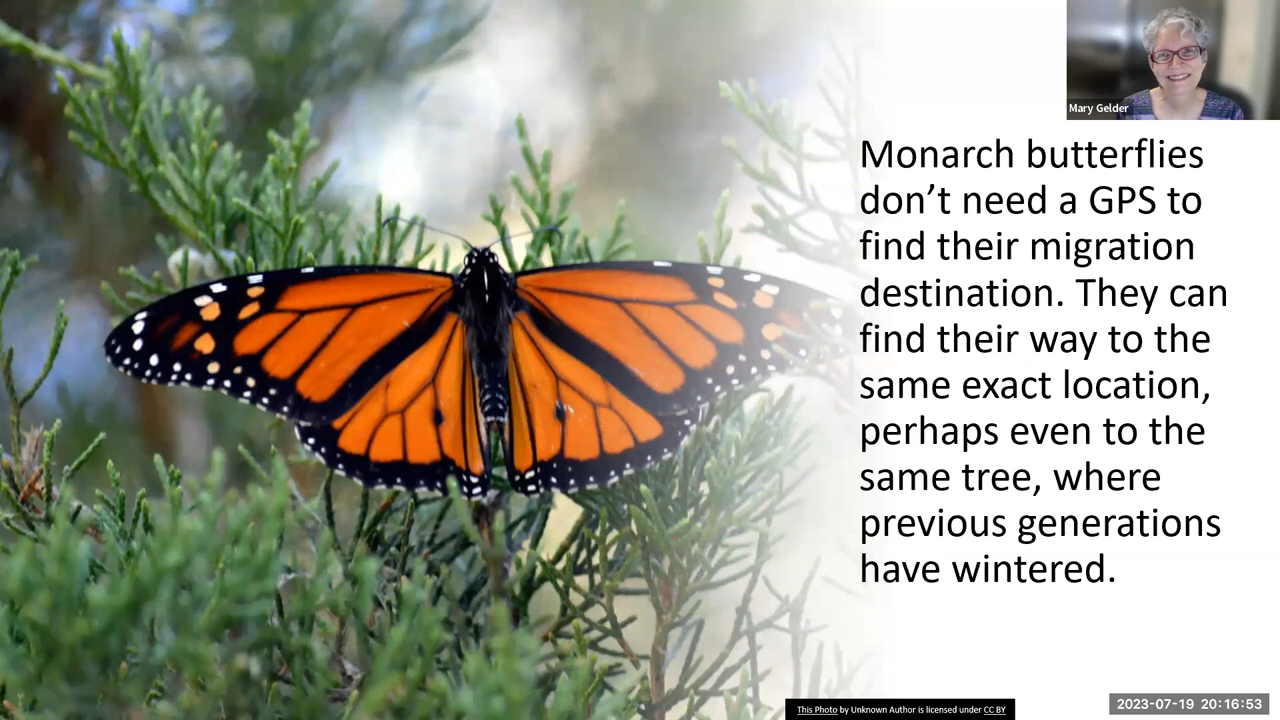 Mary Gelder
Monarch butterflies
don’t need a GPS to
find their migration
destination. They can
find their way to the
same exact location,
perhaps even to the
same tree, where
previous generations
have wintered.
This Photo by Unknown Author is licensed under CC BY
2023-07-19 20:16:53